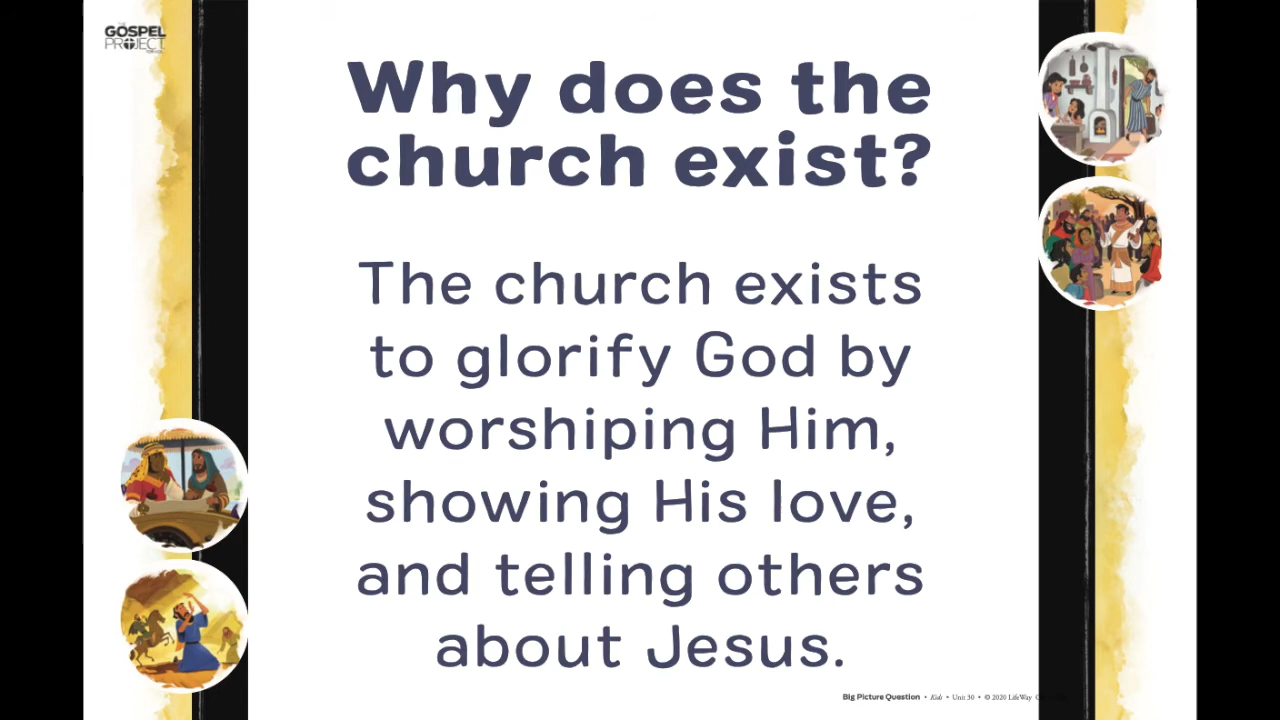 THE
GOSPEL
PROJECT
Why does the
church exist?
The church exists
to glorify God by
worshiping Him,
showing His love,
and telling others
about Jesus.
Big Picture Question • Kids • Unit 30 • © 2020 LifeWay